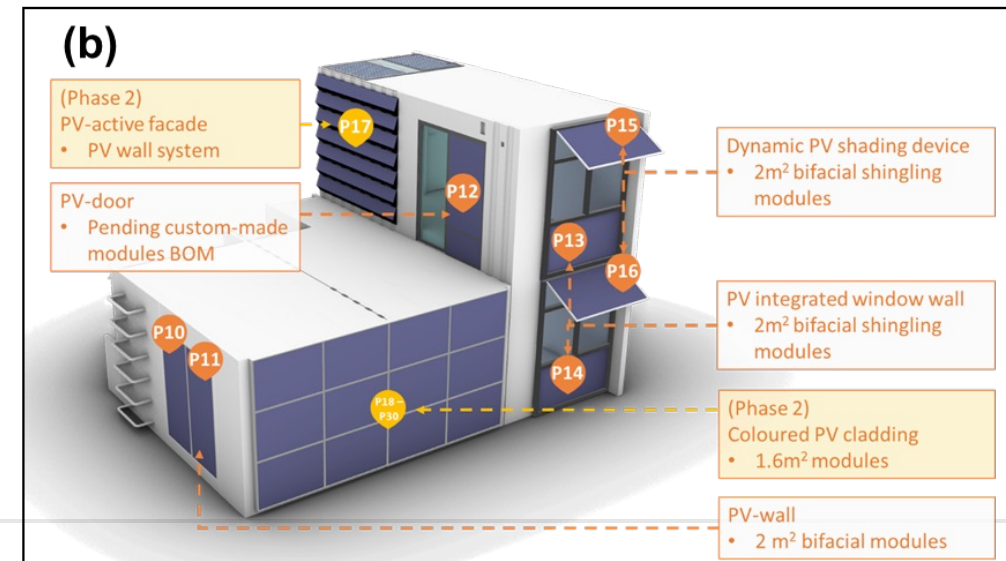 (b)
(Phase 2)
PV-active facade
• PV wall system
PV-door
• Pending custom-made
modules BOM
P17
P12
P15
P13
P16
P14
P10
P11
P18 –
P30
Dynamic PV shading device
• 2m² bifacial shingling
modules
PV integrated window wall
• 2m² bifacial shingling
modules
(Phase 2)
Coloured PV cladding
• 1.6m² modules
PV-wall
• 2 m² bifacial modules